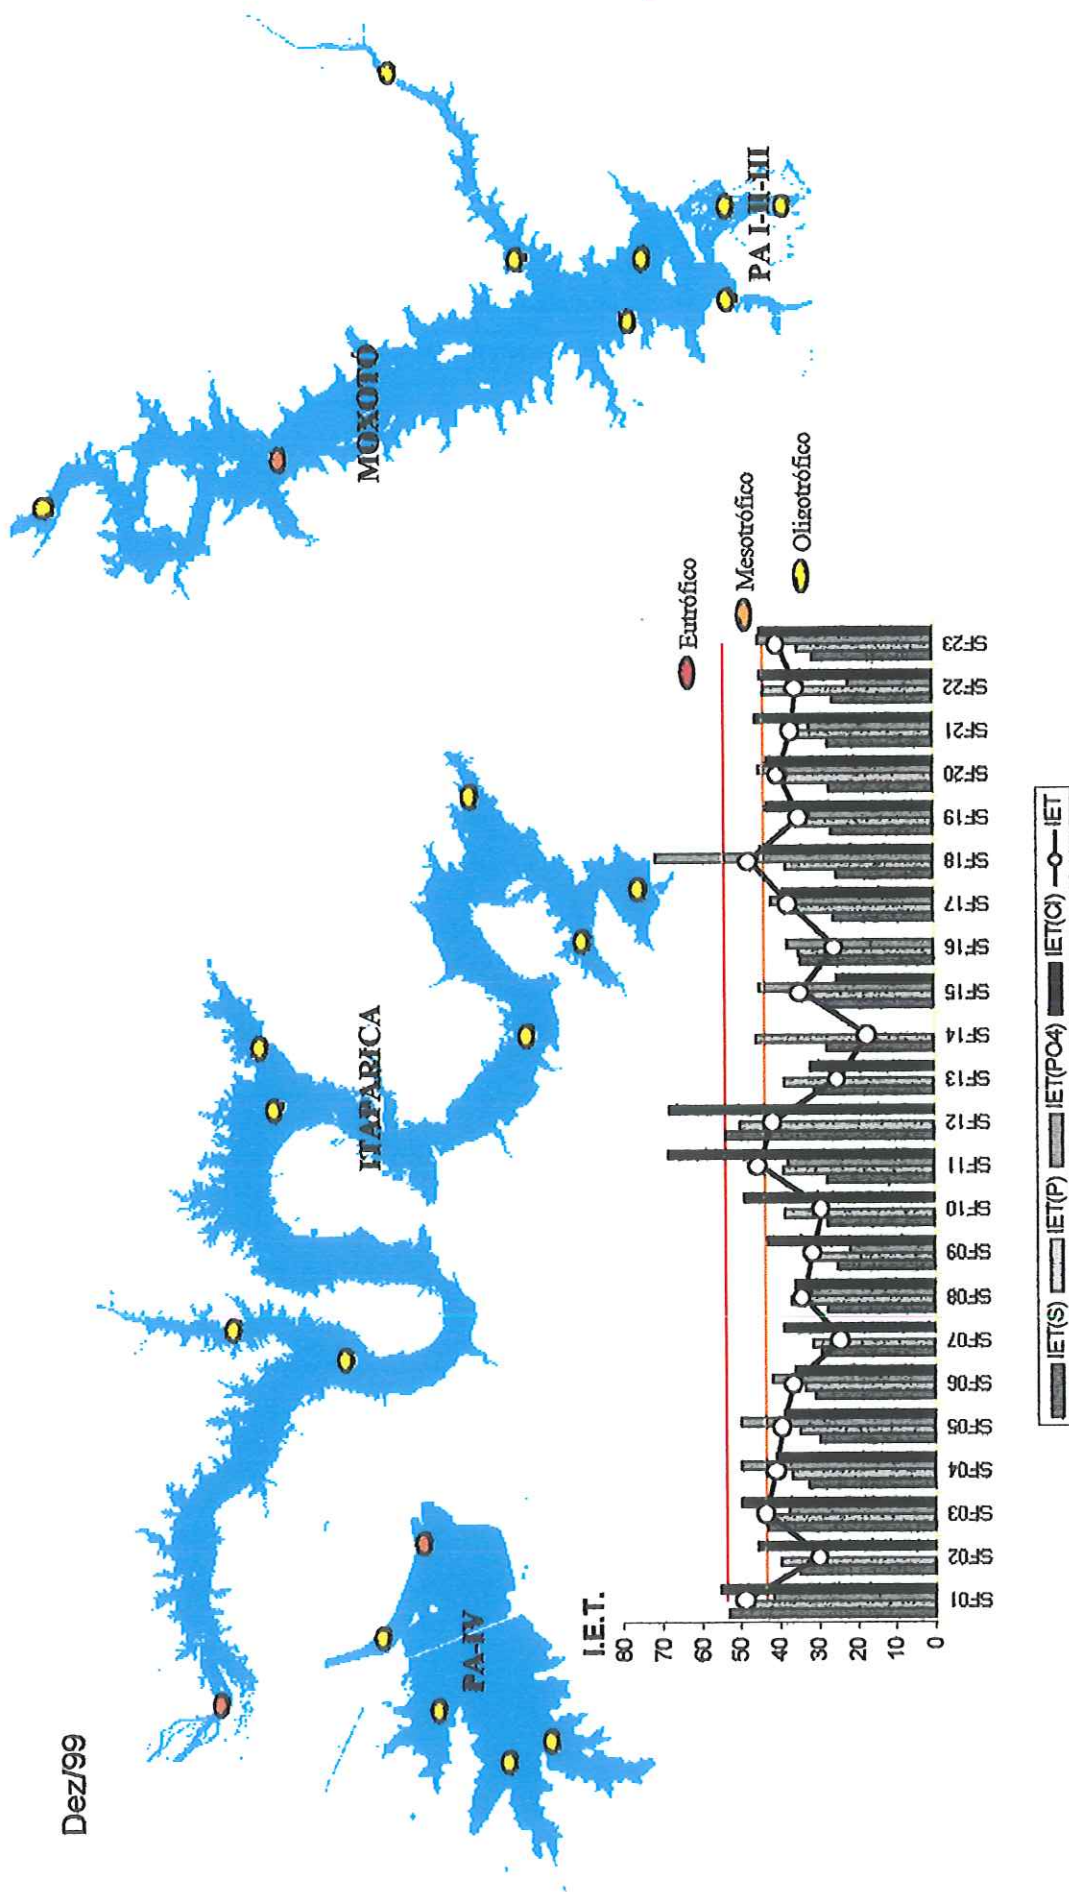 Dez/99
MOXOTÓ
PA I-II-III
ITAPARICA
PA-IV
Eutrófico
Mesotrófico
Oligotrófico
I.E.T.
80
70
60
50
40
30
20
10
0
SF01
SF02
SF03
SF04
SF05
SF06
SF07
SF08
SF09
SF10
SF11
SF12
SF13
SF14
SF15
SF16
SF17
SF18
SF19
SF20
SF21
SF22
SF23
IET(S) IET(P) IET(PO4) IET(Cl) IET